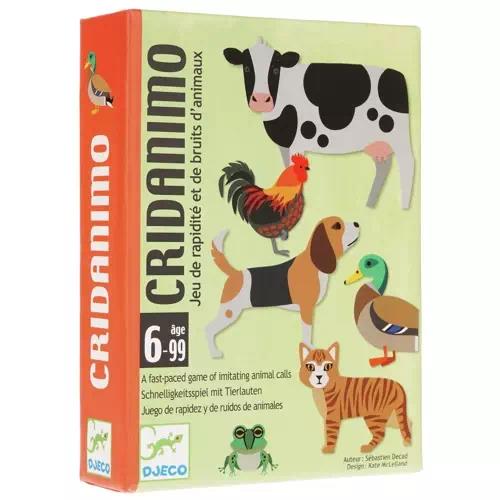 CRIDANIMO
DJECO
CRIDANIMO
Jeu de rapidité et de bruits d'animaux
âge
6-99
A fast-paced game of imitating animal calls
Schnelligkeitsspiel mit Tierlauten
Juego de rapidez y de ruidos de animales
DJECO
Auteur : Sébastien Decad
Design : Kate McLelland